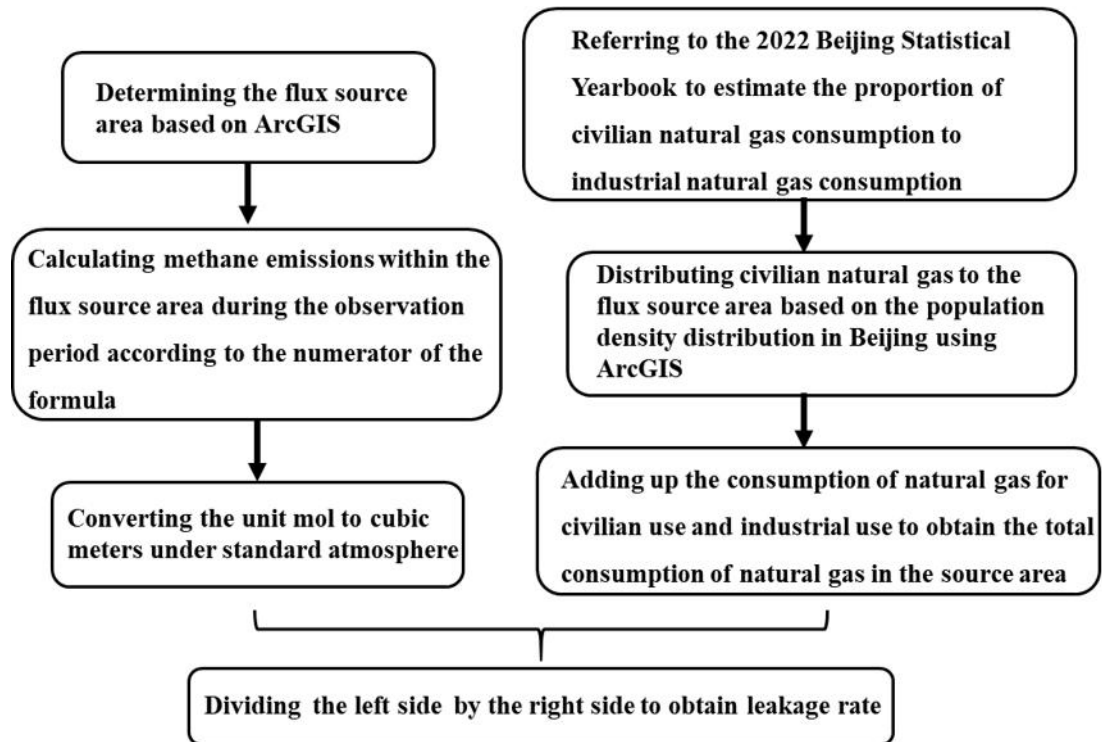 Determining the flux source
area based on ArcGIS
Calculating methane emissions within the
flux source area during the observation
period according to the numerator of the
formula
Converting the unit mol to cubic
meters under standard atmosphere
Referring to the 2022 Beijing Statistical
Yearbook to estimate the proportion of
civilian natural gas consumption to
industrial natural gas consumption
Distributing civilian natural gas to the
flux source area based on the population
density distribution in Beijing using
ArcGIS
Adding up the consumption of natural gas for
civilian use and industrial use to obtain the total
consumption of natural gas in the source area
Dividing the left side by the right side to obtain leakage rate